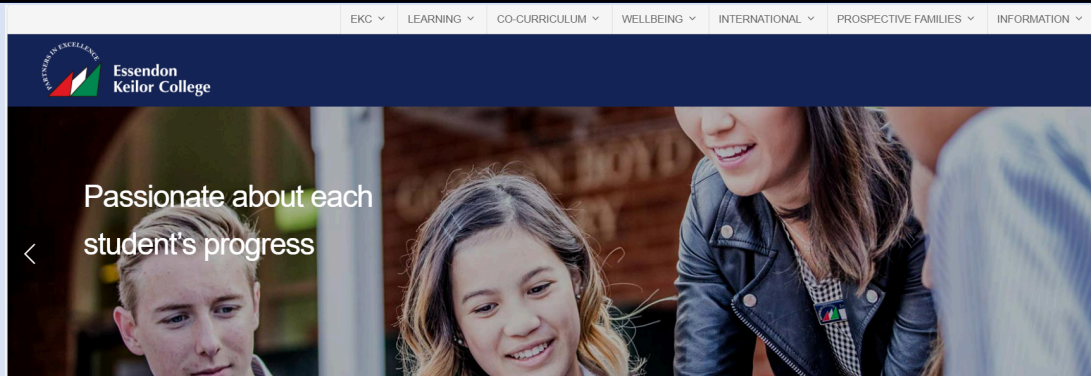 EKC
LEARNING
CO-CURRICULUM
WELLBEING
INTERNATIONAL
PROSPECTIVE FAMILIES
INFORMATION
PARTNERS IN EXCELLENCE
Essendon
Keilor College
Passionate about each
student's progress
BOYD